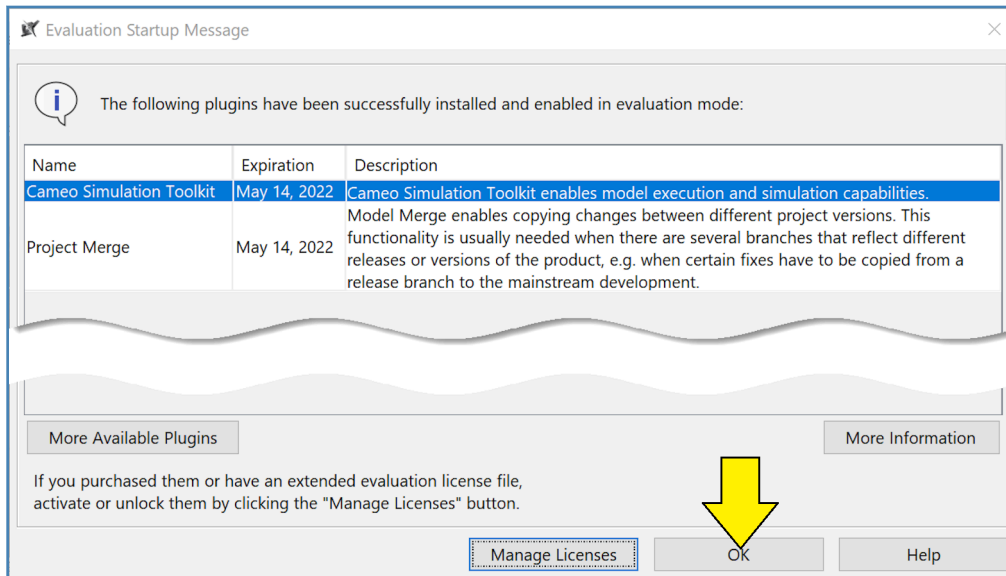 Evaluation Startup Message
The following plugins have been successfully installed and enabled in evaluation mode:
Name Expiration Description
Cameo Simulation Toolkit May 14, 2022 Cameo Simulation Toolkit enables model execution and simulation capabilities.
Model Merge enables copying changes between different project versions. This
functionality is usually needed when there are several branches that reflect different
Project Merge May 14, 2022
releases or versions of the product, e.g. when certain fixes have to be copied from a
release branch to the mainstream development.
More Available Plugins More Information
If you purchased them or have an extended evaluation license file,
activate or unlock them by clicking the "Manage Licenses" button.
Manage Licenses OK Help